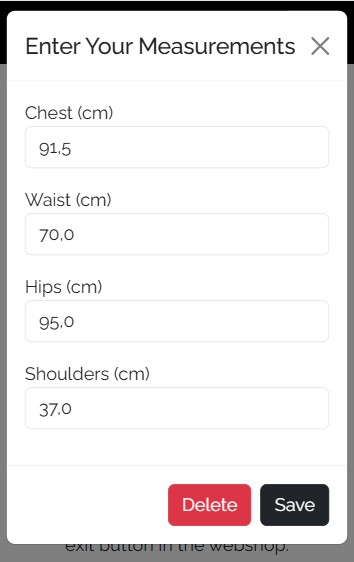 Enter Your Measurements
Chest (cm)
91,5
Waist (cm)
70,0
Hips (cm)
95,0
Shoulders (cm)
37,0
Delete Save
exit button in the webshop.